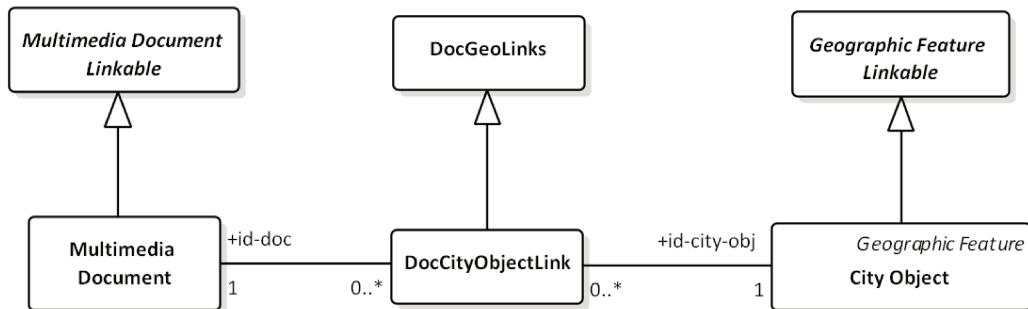 Multimedia Document
Linkable
DocGeoLinks
Geographic Feature
Linkable
Multimedia
Document
+id-doc
1
0..*
DocCityObjectLink
+id-city-obj
0..*
1
Geographic Feature
City Object